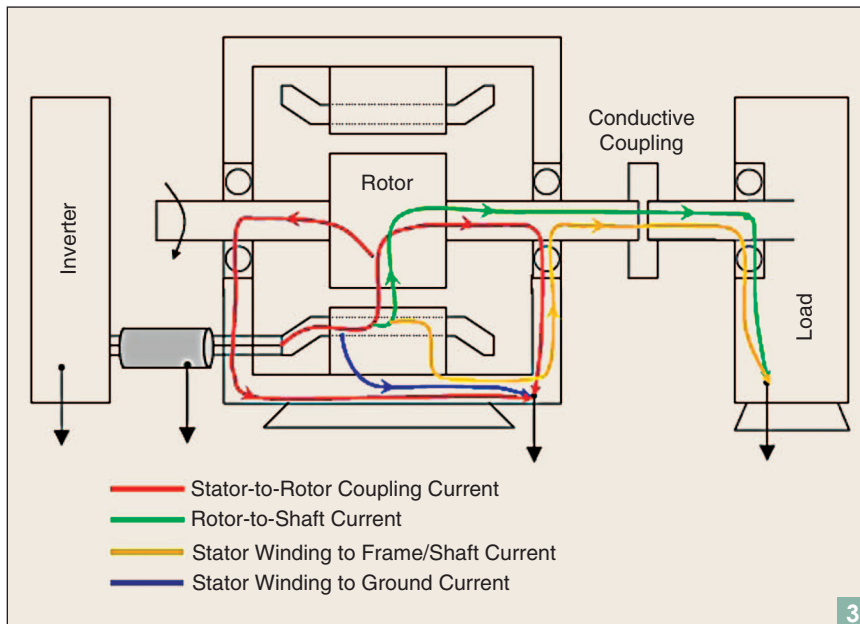 Conductive
Coupling
Rotor
Inverter
Load
Stator-to-Rotor Coupling Current
Rotor-to-Shaft Current
Stator Winding to Frame/Shaft Current
Stator Winding to Ground Current
3